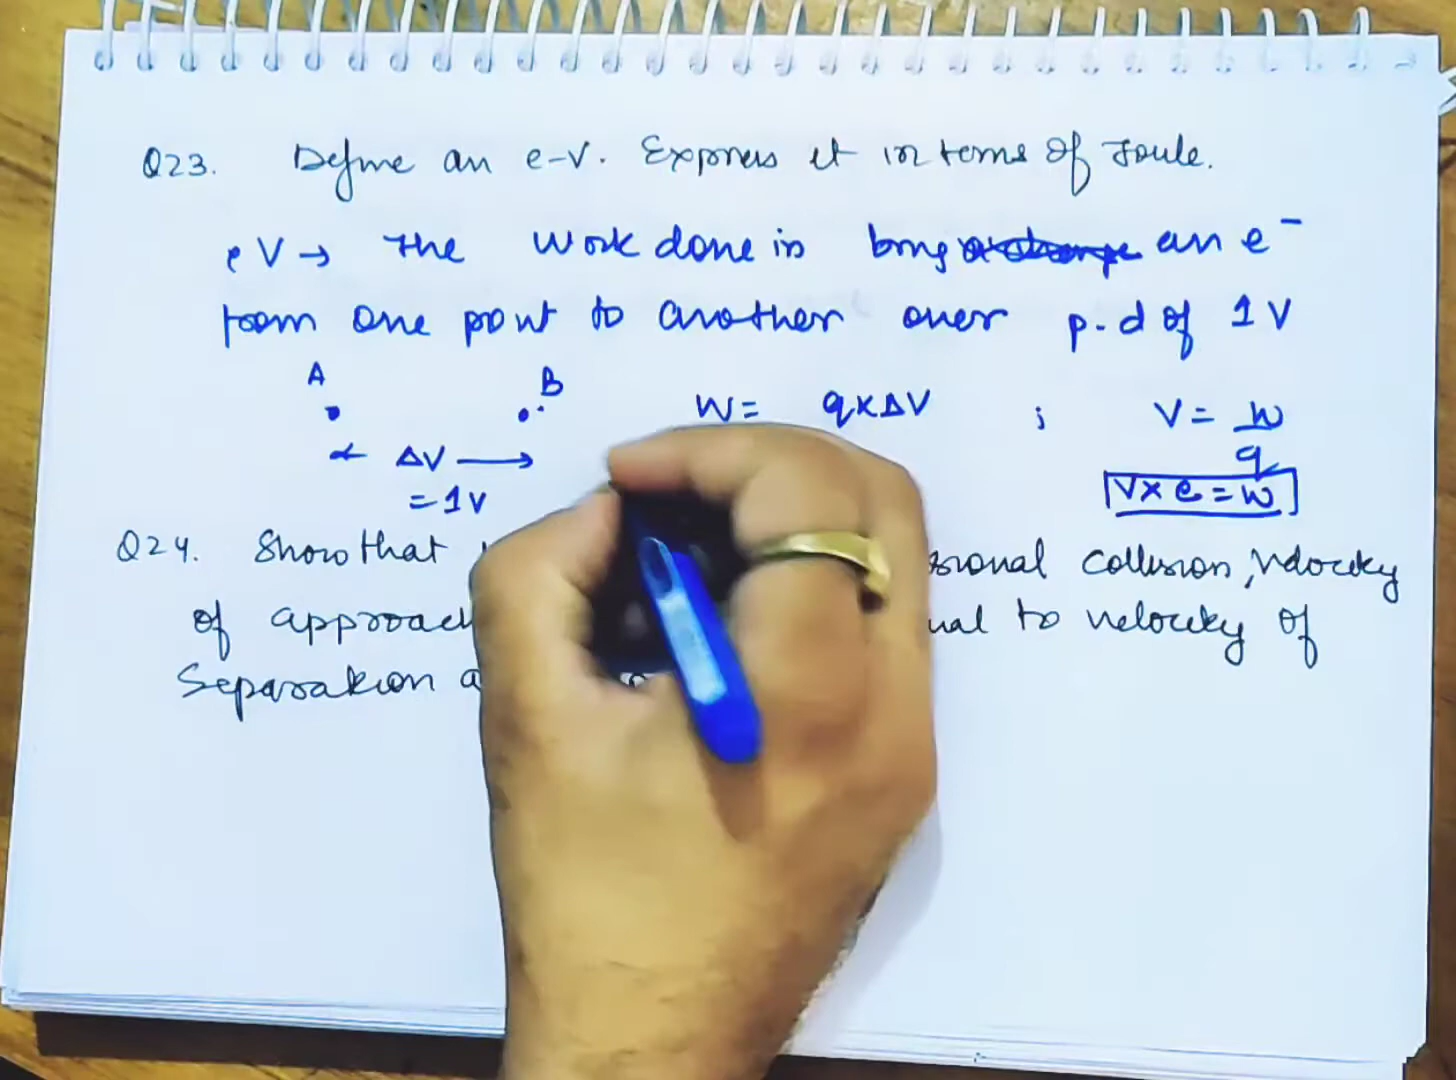 Q23. Define an e-V. Express it in terms of Joule.
eV → the work done in bring an e⁻
from one point to another over p.d of 1V
A B
W = q×ΔV ; V = W/q
ΔV →
= 1V
V × e = W
Q24. Show that collision, velocity
of approach to velocity of
Separation